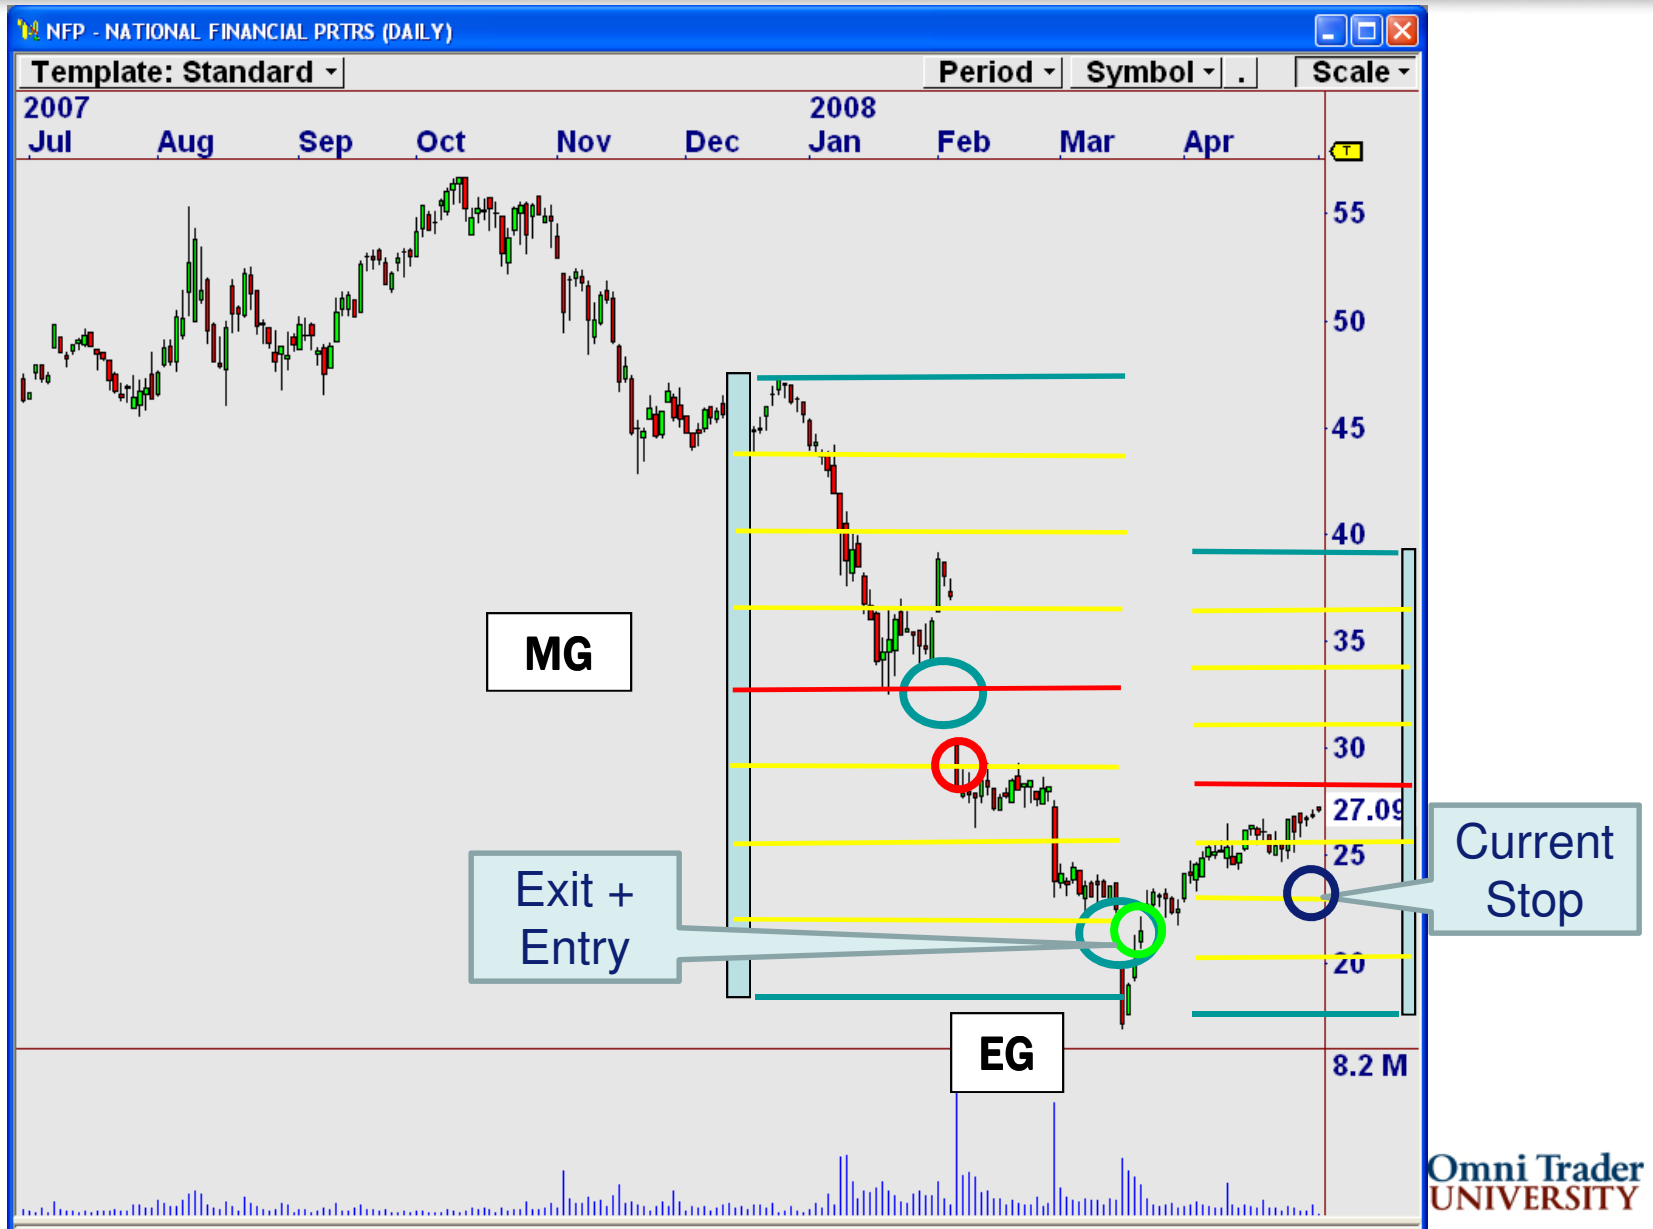 NFP - NATIONAL FINANCIAL PRTRS (DAILY)
Template: Standard Period Symbol . Scale
2007 2008
Jul Aug Sep Oct Nov Dec Jan Feb Mar Apr
T
55
50
45
40
35
30
27.09
25
20
MG
Exit +
Entry
Current
Stop
EG
8.2 M
Omni Trader
UNIVERSITY